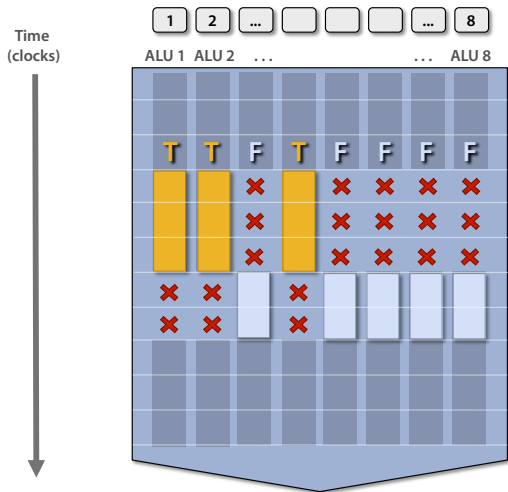 1 2 ... ... 8
Time
(clocks)
ALU 1 ALU 2 . . . . . . ALU 8
T T F T F F F F